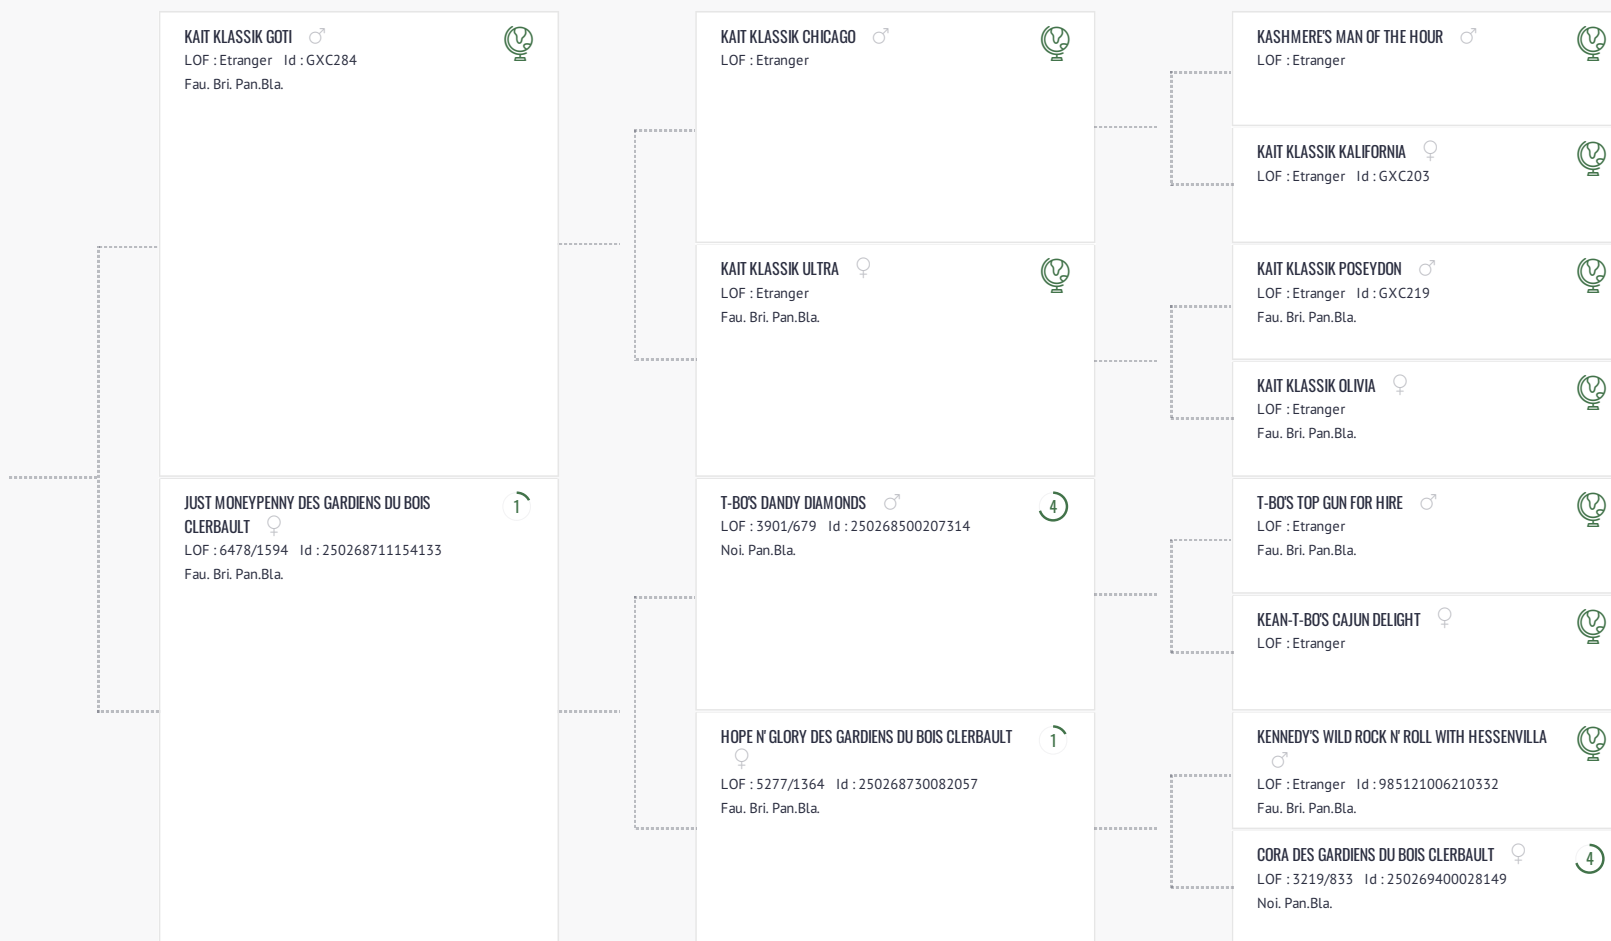 KAIT KLASSIK GOTI
LOF : Etranger Id : GXC284
Fau. Bri. Pan.Bla.
JUST MONEYPENNY DES GARDIENS DU BOIS
CLERBAULT
1
LOF : 6478/1594 Id : 250268711154133
Fau. Bri. Pan.Bla.
KAIT KLASSIK CHICAGO
LOF : Etranger
KAIT KLASSIK ULTRA
LOF : Etranger
Fau. Bri. Pan.Bla.
T-BO'S DANDY DIAMONDS
4
LOF : 3901/679 Id : 250268500207314
Noi. Pan.Bla.
HOPE N' GLORY DES GARDIENS DU BOIS CLERBAULT
1
LOF : 5277/1364 Id : 250268730082057
Fau. Bri. Pan.Bla.
KASHMERE'S MAN OF THE HOUR
LOF : Etranger
KAIT KLASSIK KALIFORNIA
LOF : Etranger Id : GXC203
KAIT KLASSIK POSEYDON
LOF : Etranger Id : GXC219
Fau. Bri. Pan.Bla.
KAIT KLASSIK OLIVIA
LOF : Etranger
Fau. Bri. Pan.Bla.
T-BO'S TOP GUN FOR HIRE
LOF : Etranger
Fau. Bri. Pan.Bla.
KEAN-T-BO'S CAJUN DELIGHT
LOF : Etranger
KENNEDY'S WILD ROCK N' ROLL WITH HESSENVILLA
LOF : Etranger Id : 985121006210332
Fau. Bri. Pan.Bla.
CORA DES GARDIENS DU BOIS CLERBAULT
4
LOF : 3219/833 Id : 250269400028149
Noi. Pan.Bla.